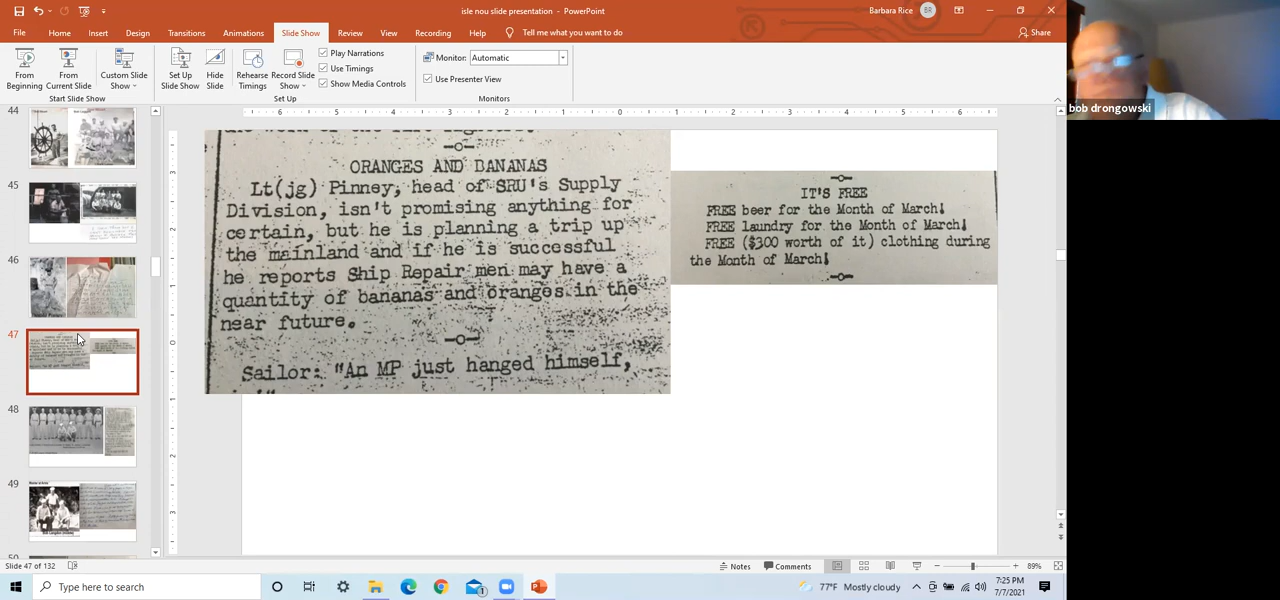 isle nou slide presentation - PowerPoint
Barbara Rice
BR
File Home Insert Design Transitions Animations Slide Show Review View Recording Help Tell me what you want to do
Share
From Beginning
From Current Slide
Custom Slide Show
Set Up Slide Show
Hide Slide
Rehearse Timings
Record Slide Show
Play Narrations
Use Timings
Show Media Controls
Monitor: Automatic
Use Presenter View
Start Slide Show
Set Up
Monitors
bob drongowski
44
45
46
47
48
49
ORANGES AND BANANAS
Lt(jg) Pinney, head of SRU's Supply
Division, isn't promising anything for
certain, but he is planning a trip up
the mainland and if he is successful
he reports Ship Repair men may have a
quantity of bananas and oranges in the
near future.
Sailor: "An MP just hanged himself,
IT'S FREE
FREE beer for the Month of March!
FREE laundry for the Month of March!
FREE ($300 worth of it) clothing during
the Month of March!
Slide 47 of 132
Notes
Comments
89%
Type here to search
77°F Mostly cloudy
7:25 PM
7/7/2021